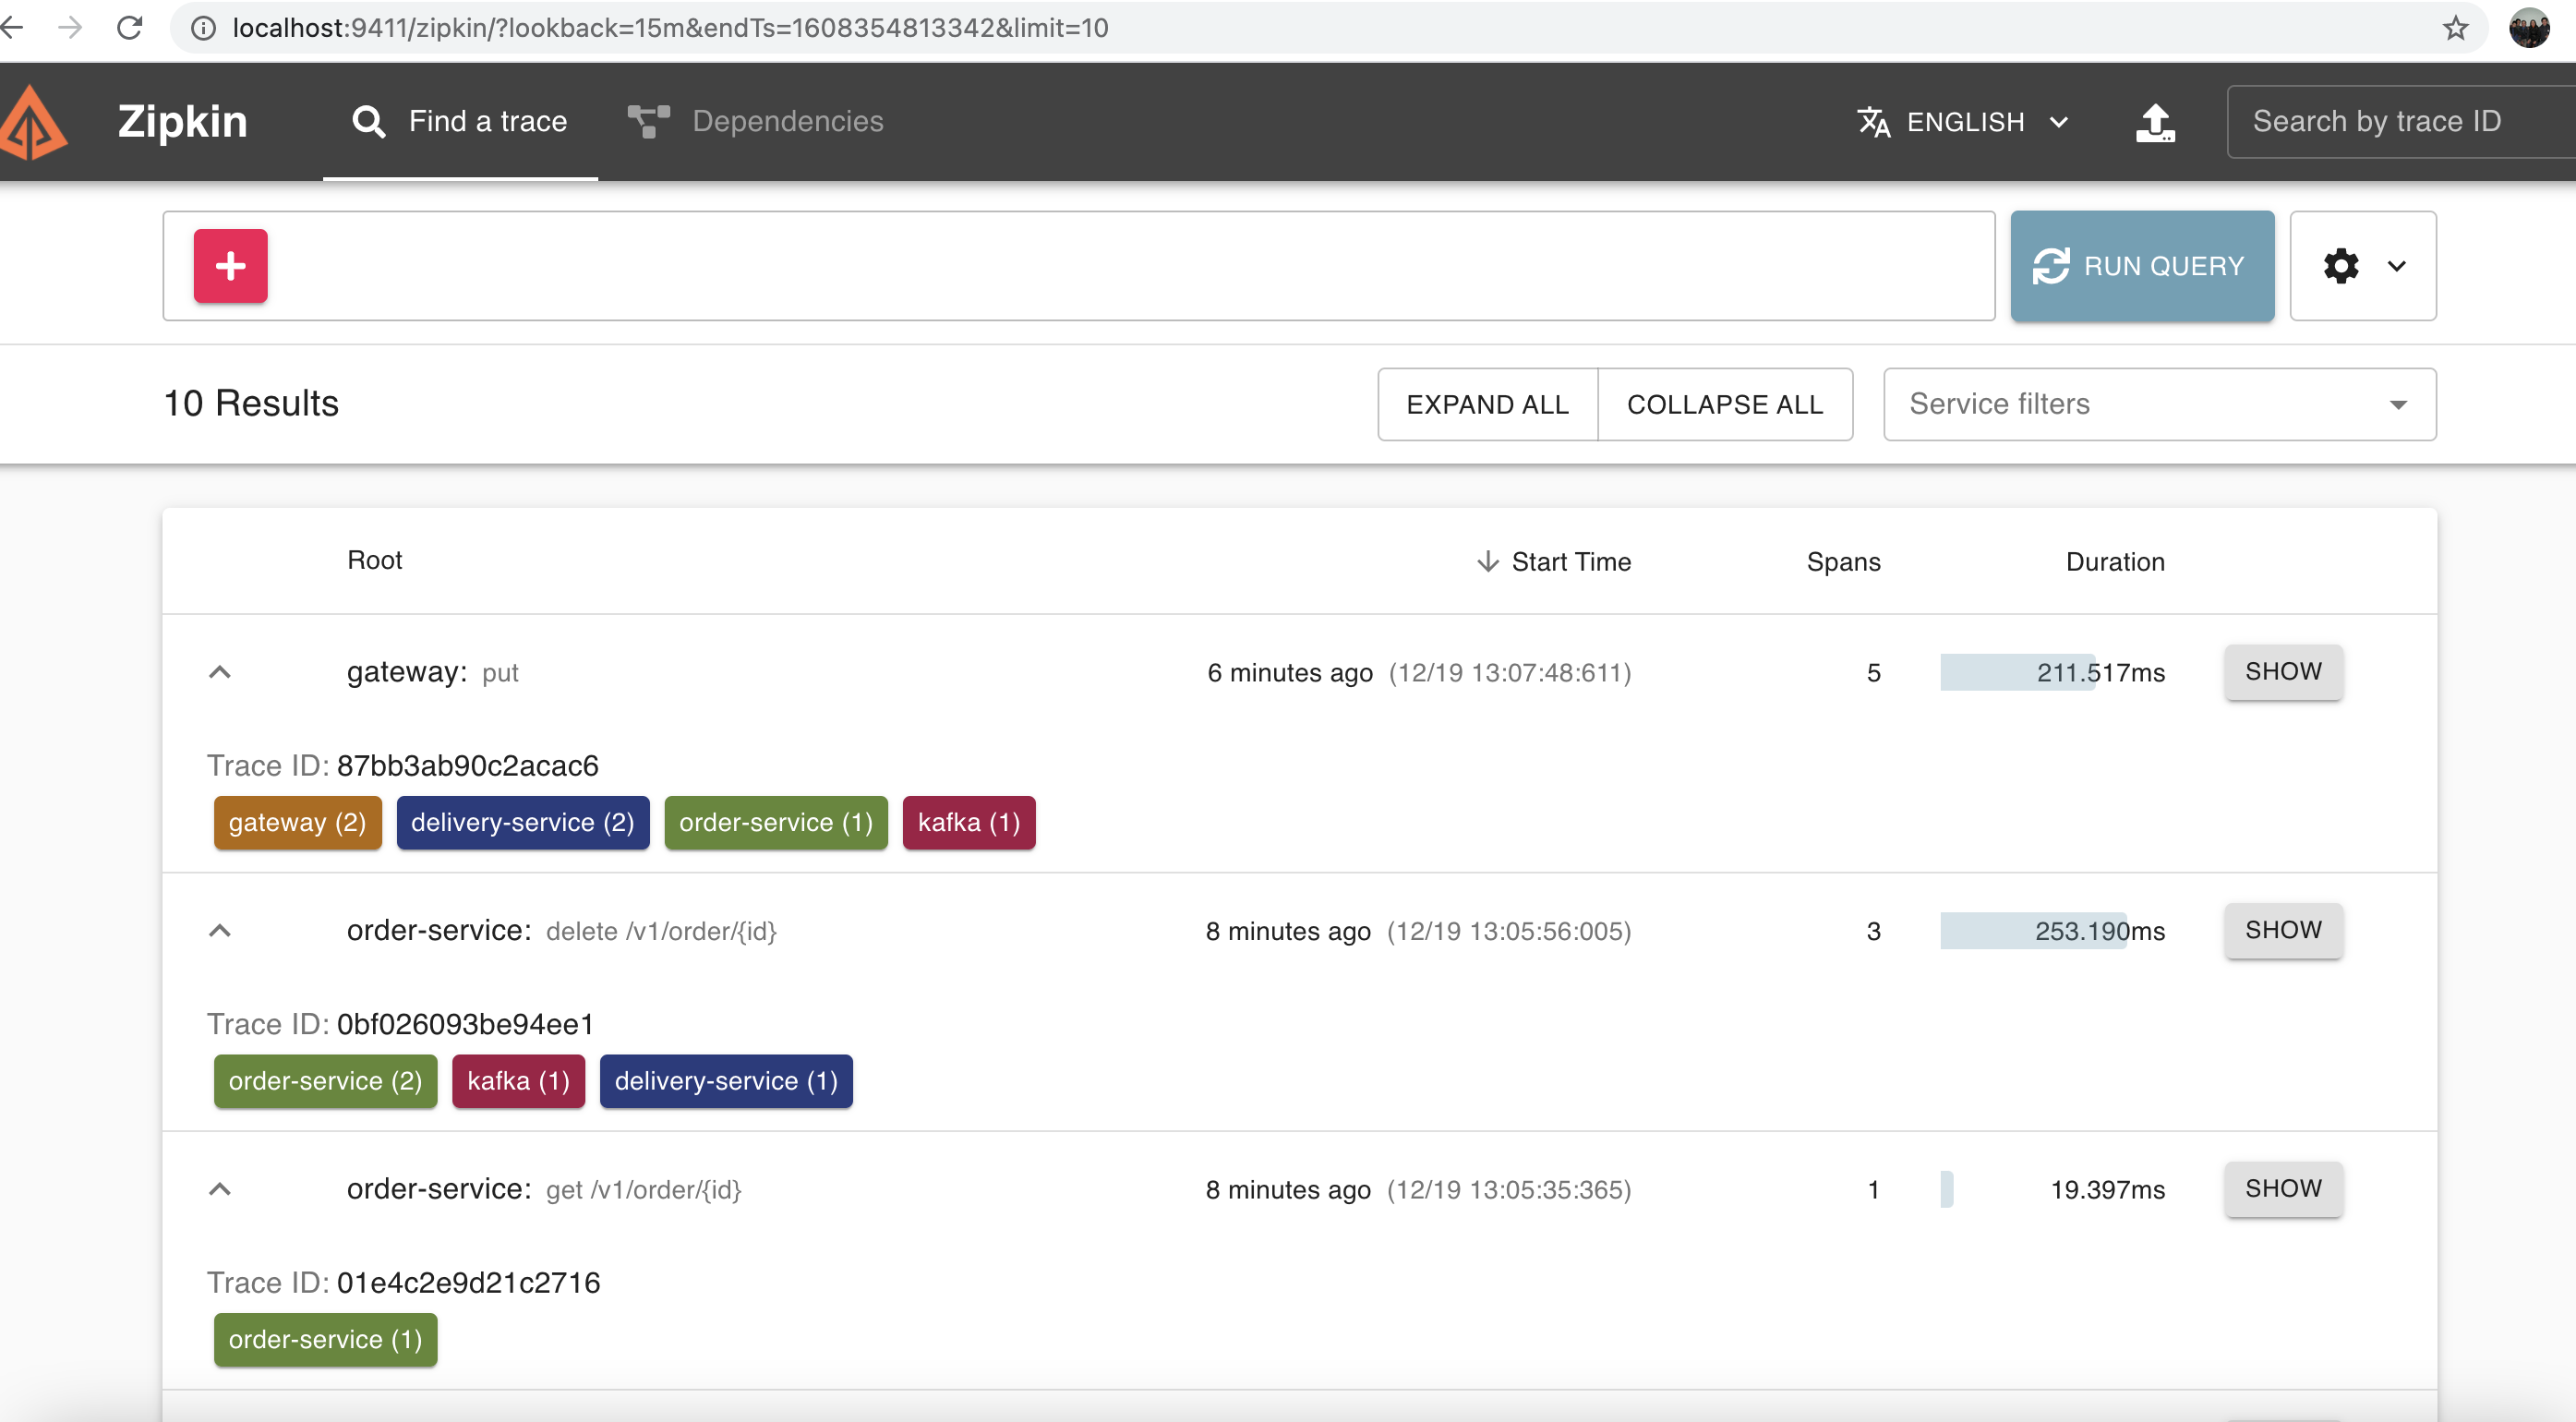 localhost:9411/zipkin/?lookback=15m&endTs=1608354813342&limit=10
Zipkin Find a trace Dependencies ENGLISH Search by trace ID
RUN QUERY
10 Results EXPAND ALL COLLAPSE ALL Service filters
Root Start Time Spans Duration
gateway: put 6 minutes ago (12/19 13:07:48:611) 5 211.517ms SHOW
Trace ID: 87bb3ab90c2acac6
gateway (2) delivery-service (2) order-service (1) kafka (1)
order-service: delete /v1/order/{id} 8 minutes ago (12/19 13:05:56:005) 3 253.190ms SHOW
Trace ID: 0bf026093be94ee1
order-service (2) kafka (1) delivery-service (1)
order-service: get /v1/order/{id} 8 minutes ago (12/19 13:05:35:365) 1 19.397ms SHOW
Trace ID: 01e4c2e9d21c2716
order-service (1)